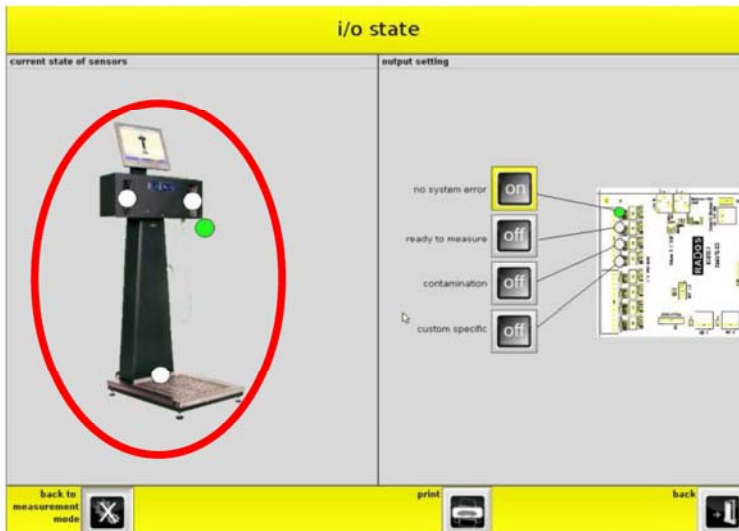 i/o state
current state of sensors
output setting
no system error
on
ready to measure
off
contamination
off
custom specific
off
RADOS
back to
measurement
mode
print
back